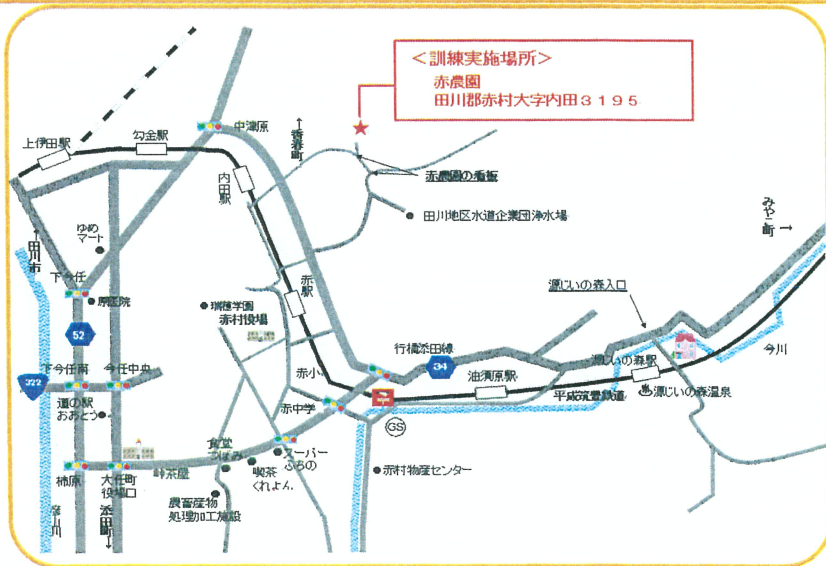 <訓練実施場所>
赤農園
田川郡赤村大字内田3195
中津原
↑香春町
上伊田駅
勾金駅
内田駅
赤農園の看板
田川地区水道企業団浄水場
みやこ町→
ゆめ
マート
↑田川市
下今任
原医院
52
瑞穂学園
赤村役場
赤駅
源じいの森入口
行橋添田線
34
源じいの森駅
今川
322
下今任南
今任中央
赤小
油須原駅
平成筑豊鉄道
源じいの森温泉
道の駅
おおとう
赤中学
GS
食堂
つぼみ
スーパー
ふちの
喫茶
くれよん
赤村物産センター
柿原
大任町
役場口
峠茶屋
農畜産物
処理加工施設
彦山川
添田町→